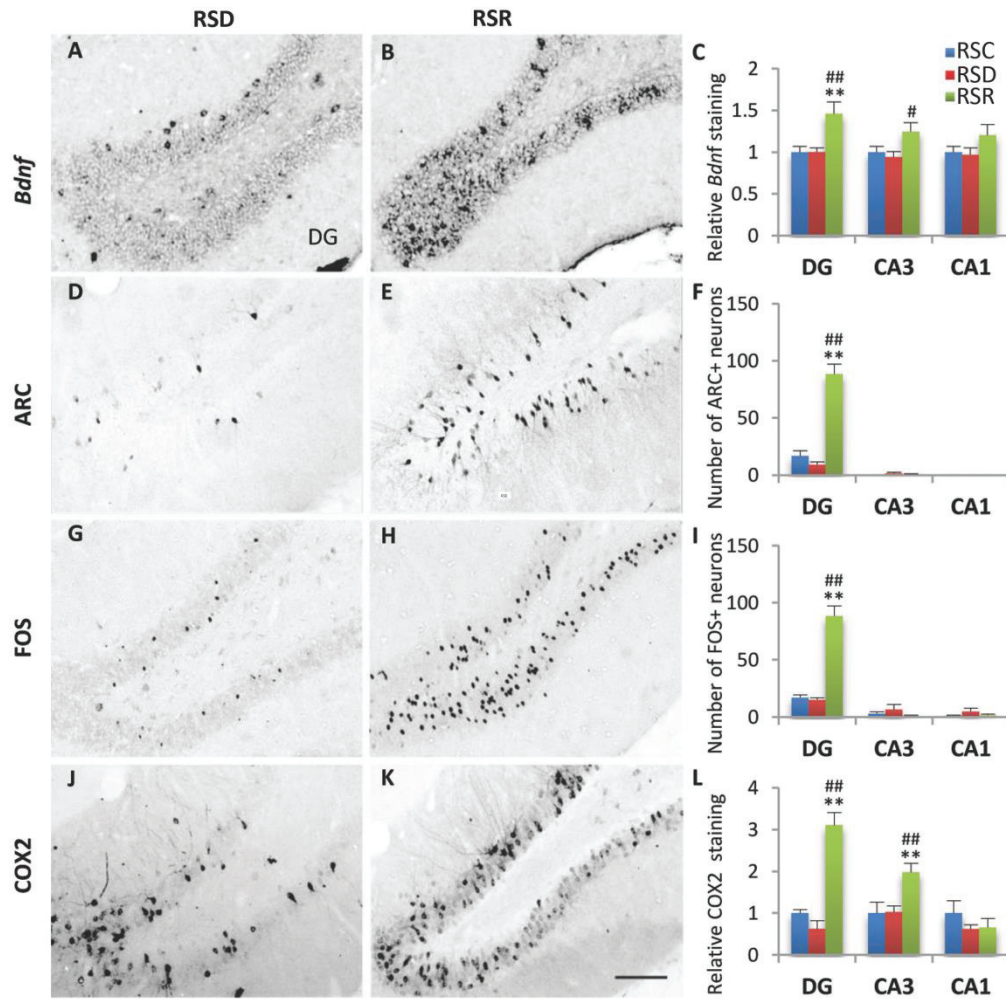 RSD RSR
Bdnf
A
DG
B
C
RSC
RSD
RSR
Relative Bdnf staining
2
1.5
1
0.5
0
##
**
#
DG CA3 CA1
ARC
D
E
F
Number of ARC+ neurons
150
100
50
0
##
**
DG CA3 CA1
FOS
G
H
I
Number of FOS+ neurons
150
100
50
0
##
**
DG CA3 CA1
COX2
J
K
L
Relative COX2 staining
4
3
2
1
0
##
**
##
**
DG CA3 CA1